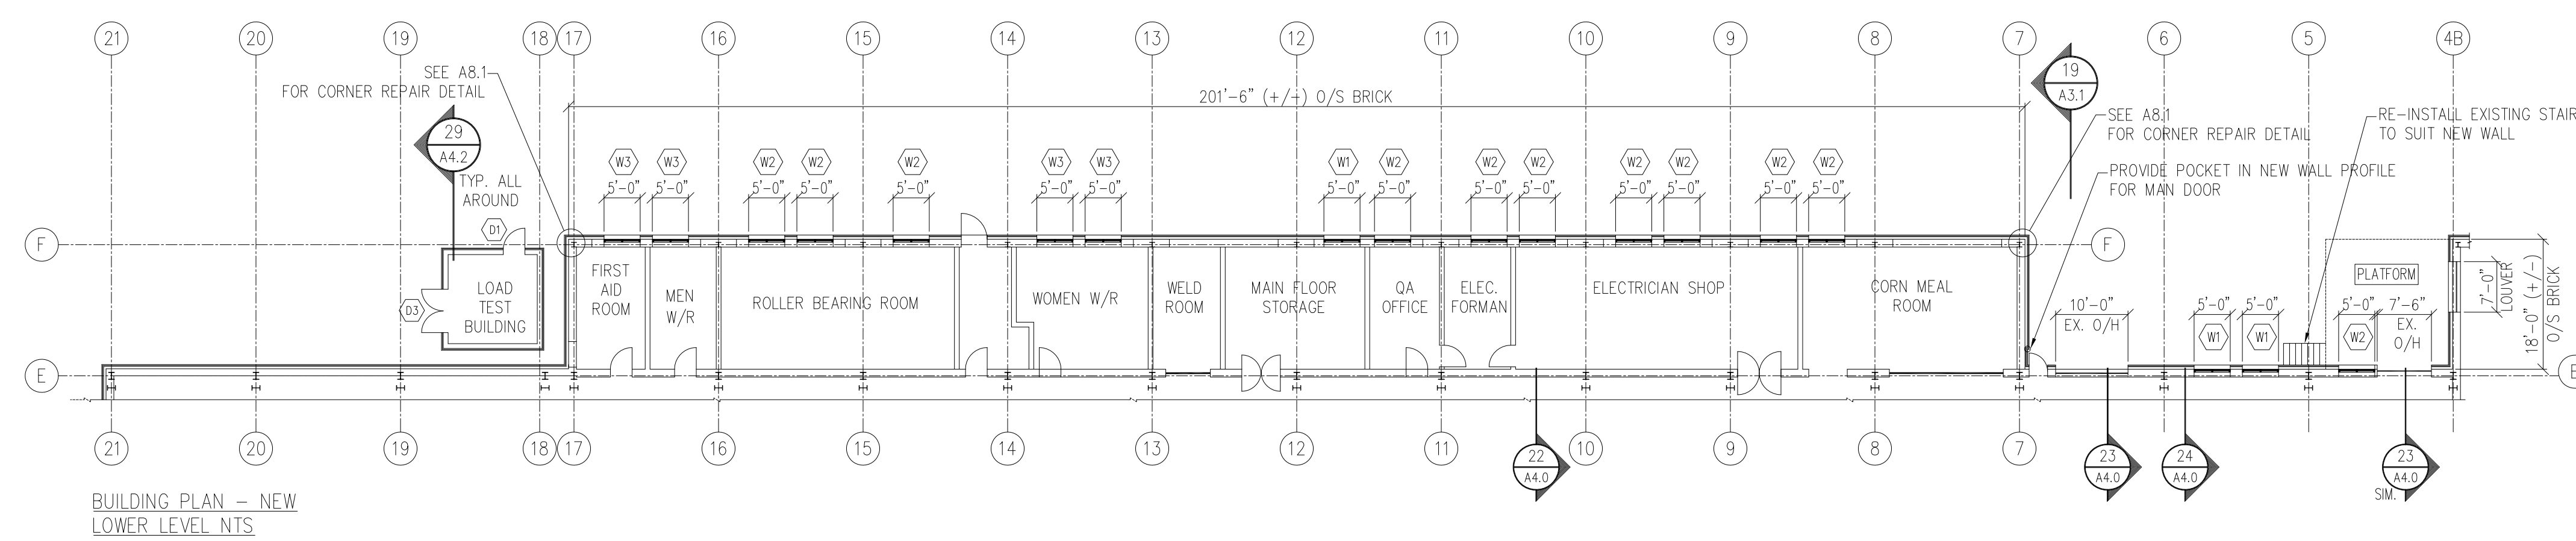 21 20 19 18 17 16 15 14 13 12 11 10 9 8 7 6 5 4B
SEE A8.1
FOR CORNER REPAIR DETAIL
201'-6" (+/-) O/S BRICK
19
A3.1
SEE A8.1
FOR CORNER REPAIR DETAIL
RE-INSTALL EXISTING STAIR
TO SUIT NEW WALL
29
A4.2
TYP. ALL
AROUND
W3 W3 W2 W2 W2 W3 W3 W1 W2 W2 W2 W2 W2 W2 W2
5'-0" 5'-0" 5'-0" 5'-0" 5'-0" 5'-0" 5'-0" 5'-0" 5'-0" 5'-0" 5'-0" 5'-0" 5'-0" 5'-0" 5'-0"
PROVIDE POCKET IN NEW WALL PROFILE
FOR MAN DOOR
D1
F
F
LOAD
TEST
BUILDING
D3
FIRST
AID
ROOM
MEN
W/R
ROLLER BEARING ROOM
WOMEN W/R
WELD
ROOM
MAIN FLOOR
STORAGE
QA
OFFICE
ELEC.
FORMAN
ELECTRICIAN SHOP
CORN MEAL
ROOM
PLATFORM
10'-0"
EX. O/H
5'-0" 5'-0"
W1 W1
5'-0"
W2
7'-6"
EX.
O/H
7'-0"
LOUVER
18'-0" (+/-)
O/S BRICK
E
E
21 20 19 18 17 16 15 14 13 12 11 10 9 8 7
22
A4.0
23
A4.0
24
A4.0
23
A4.0
SIM.
BUILDING PLAN - NEW
LOWER LEVEL NTS